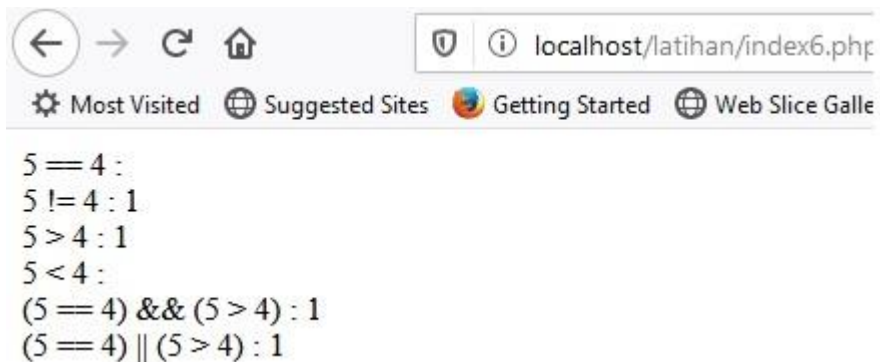 localhost/latihan/index6.php
Most Visited Suggested Sites Getting Started Web Slice Galle
5 == 4 :
5 != 4 : 1
5 > 4 : 1
5 < 4 :
(5 == 4) && (5 > 4) : 1
(5 == 4) || (5 > 4) : 1